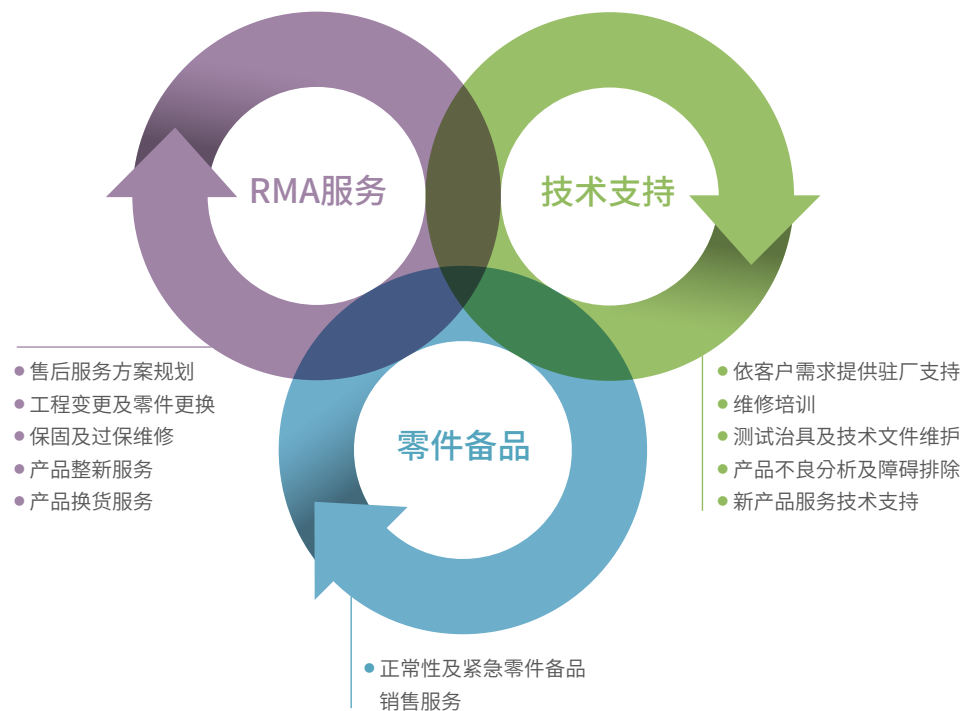 RMA服务
技术支持
售后服务方案规划
工程变更及零件更换
保固及过保维修
产品整新服务
产品换货服务
零件备品
依客户需求提供驻厂支持
维修培训
测试治具及技术文件维护
产品不良分析及障碍排除
新产品服务技术支持
正常性及紧急零件备品
销售服务